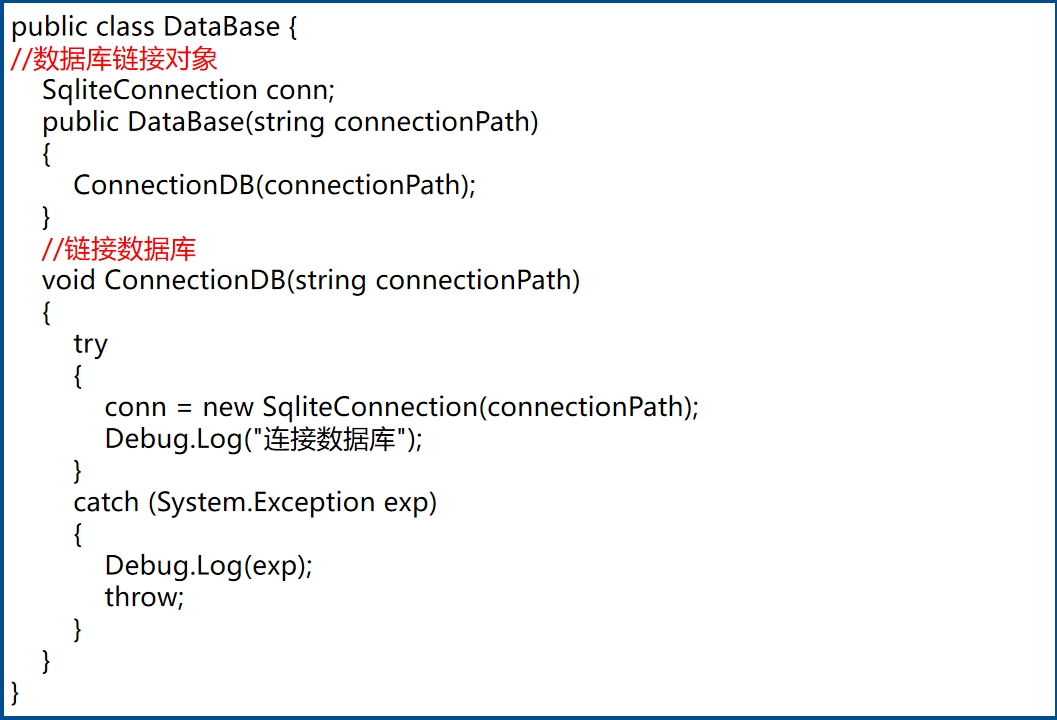 public class DataBase {
//数据库链接对象
SqliteConnection conn;
public DataBase(string connectionPath)
{
ConnectionDB(connectionPath);
}
//链接数据库
void ConnectionDB(string connectionPath)
{
try
{
conn = new SqliteConnection(connectionPath);
Debug.Log("连接数据库");
}
catch (System.Exception exp)
{
Debug.Log(exp);
throw;
}
}
}